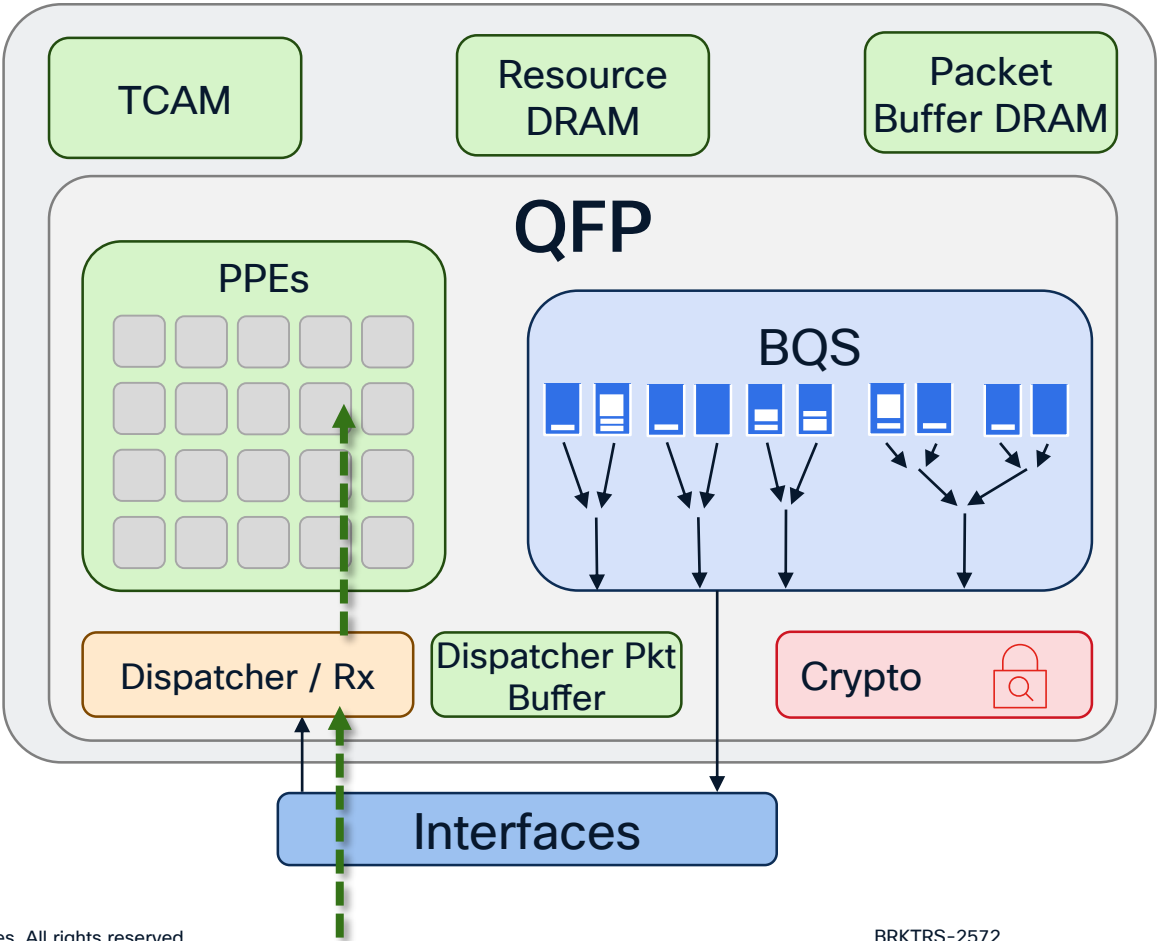 TCAM
Resource
DRAM
Packet
Buffer DRAM
QFP
PPEs
BQS
Dispatcher / Rx
Dispatcher Pkt
Buffer
Crypto
Interfaces
es. All rights reserved
BRKTRS-2572